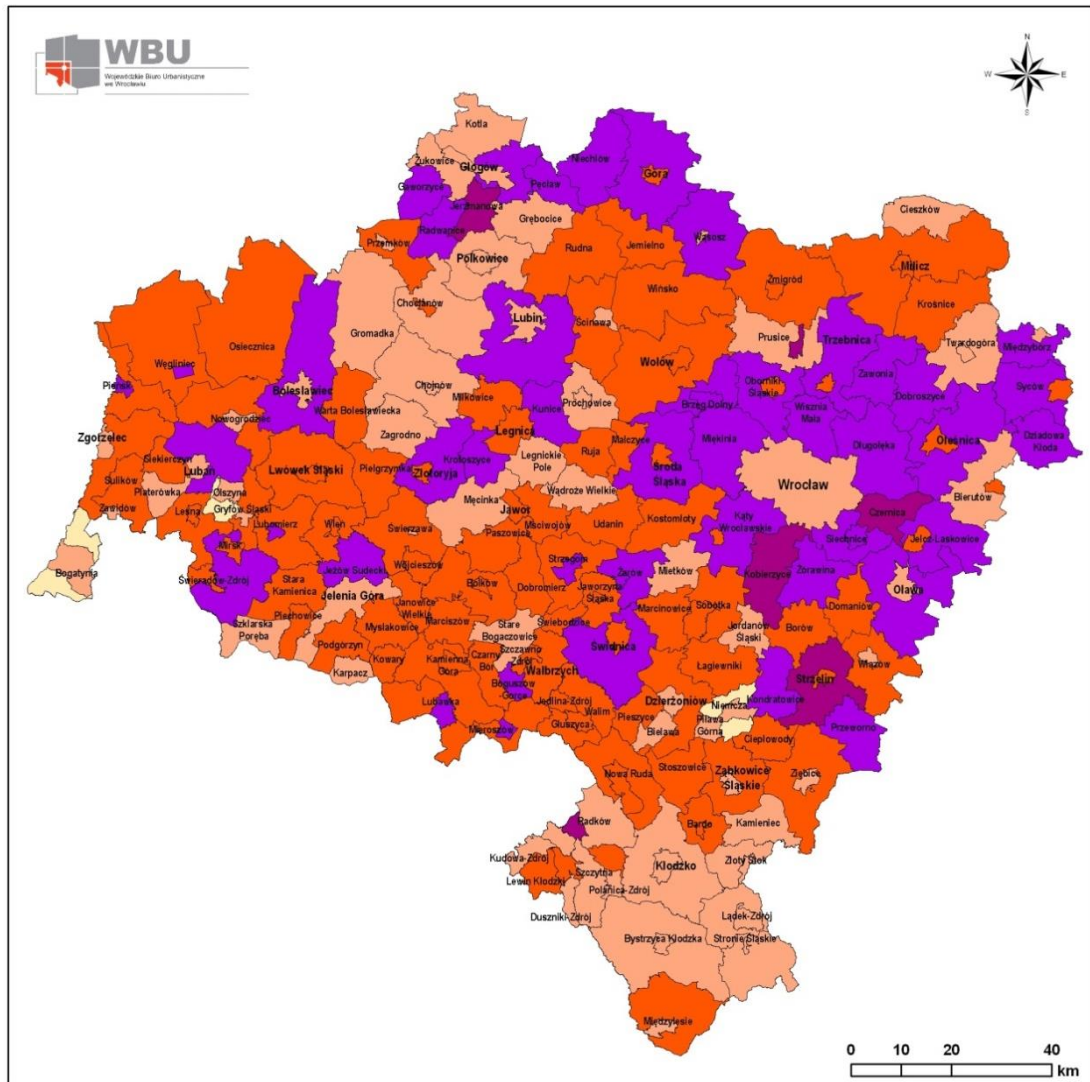 WBU
Wojewódzkie Biuro Urbanistyczne
we Wrocławiu
N
W E
S
Kotla
Żukowice
Głogów
Niechlów
Góra
Gaworzyce
Pęcław
Jerzmanowa
Radwanice
Grębocice
Cieszków
Wąsosz
Przemków
Rudna
Jemielno
Polkowice
Żmigród
Milicz
Chocianów
Wińsko
Krośnice
Gromadka
Lubin
Ścinawa
Osiecznica
Prusice
Trzebnica
Twardogóra
Międzybórz
Węgliniec
Wołów
Zawonia
Syców
Pieńsk
Bolesławiec
Chojnów
Oborniki
Śląskie
Dobroszyce
Miłkowice
Kunice
Prochowice
Brzeg Dolny
Wisznia
Mała
Nowogrodziec
Warta Bolesławiecka
Dziadowa
Kłoda
Zgorzelec
Zagrodno
Legnica
Malczyce
Miękinia
Długołęka
Oleśnica
Siekierczyn
Lubań
Lwówek Śląski
Pielgrzymka
Złotoryja
Krotoszyce
Legnickie
Pole
Ruja
Środa
Śląska
Sulików
Platerówka
Olszyna
Wrocław
Bierutów
Zawidów
Leśna
Gryfów Śląski
Męcinka
Wądroże Wielkie
Lubomierz
Wleń
Świerzawa
Jawor
Mściwojów
Udanin
Kostomłoty
Kąty
Wrocławskie
Czernica
Paszowice
Siechnice
Jelcz-Laskowice
Mirsk
Wojcieszów
Strzegom
Bogatynia
Świeradów-Zdrój
Jeżów Sudecki
Żarów
Mietków
Kobierzyce
Żórawina
Oława
Stara
Kamienica
Bolków
Dobromierz
Jaworzyna
Śląska
Jelenia Góra
Janowice
Wielkie
Marcinowice
Sobótka
Domaniów
Szklarska
Poręba
Piechowice
Mysłakowice
Marciszów
Stare
Bogaczowice
Świebodzice
Jordanów
Śląski
Borów
Podgórzyn
Kowary
Kamienna
Góra
Czarny
Bór
Szczawno
Zdrój
Świdnica
Wiązów
Karpacz
Wałbrzych
Łagiewniki
Boguszów
Gorce
Strzelin
Lubawka
Jedlina-Zdrój
Walim
Dzierżoniów
Niemcza
Kondratowice
Mieroszów
Głuszyca
Pieszyce
Bielawa
Piława
Górna
Przeworno
Ciepłowody
Nowa Ruda
Stoszowice
Ząbkowice
Śląskie
Ziębice
Radków
Bardo
Kamieniec
Kudowa-Zdrój
Szczytna
Kłodzko
Złoty Stok
Lewin Kłodzki
Polanica-Zdrój
Duszniki-Zdrój
Lądek-Zdrój
Bystrzyca Kłodzka
Stronie Śląskie
Międzylesie
0 10 20 40
km